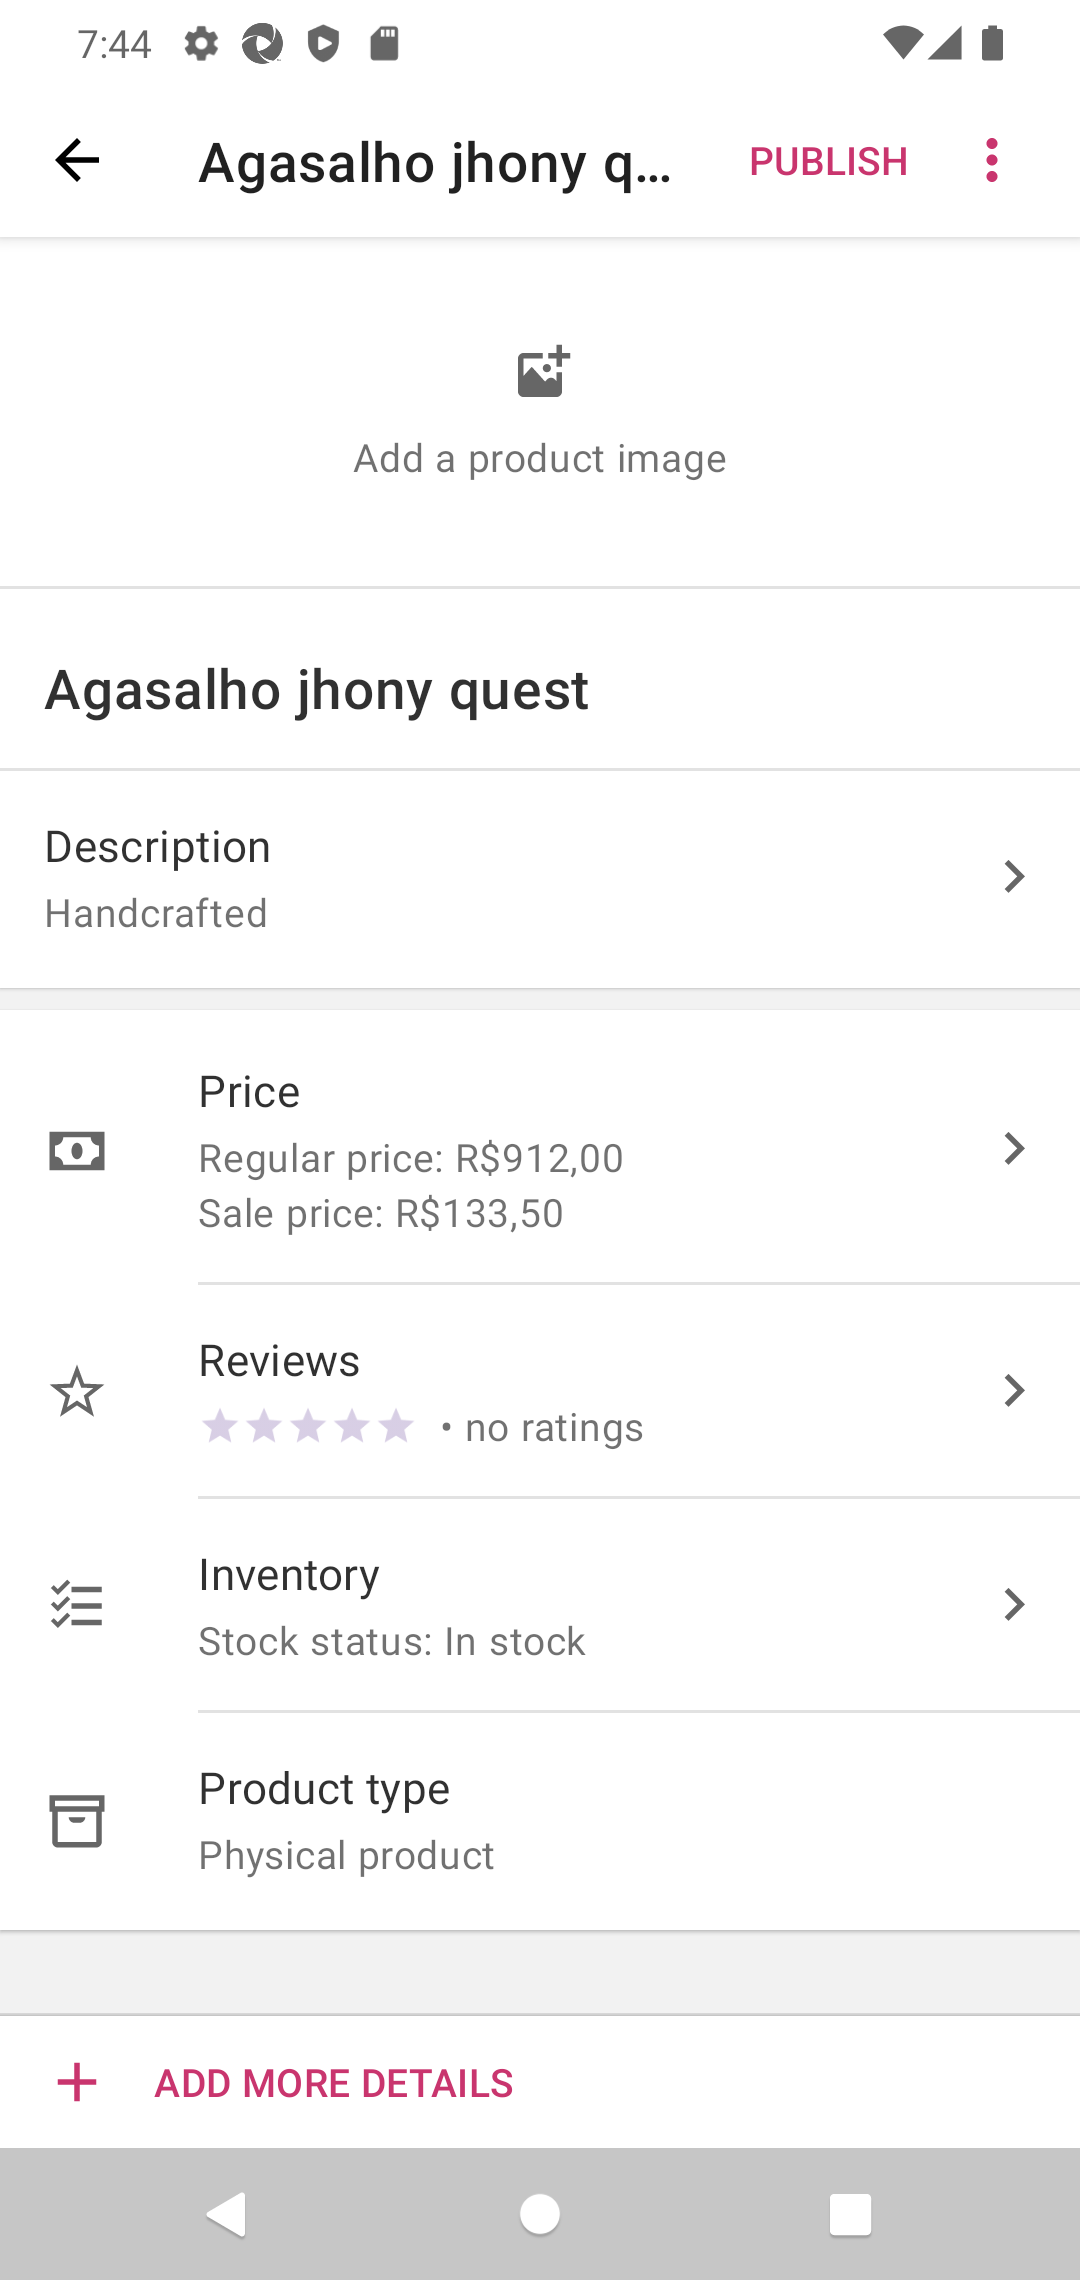 7:44
Agasalho jhony q...
PUBLISH
Add a product image
Agasalho jhony quest
Description
Handcrafted
Price
Regular price: R$912,00
Sale price: R$133,50
Reviews
• no ratings
Inventory
Stock status: In stock
Product type
Physical product
ADD MORE DETAILS